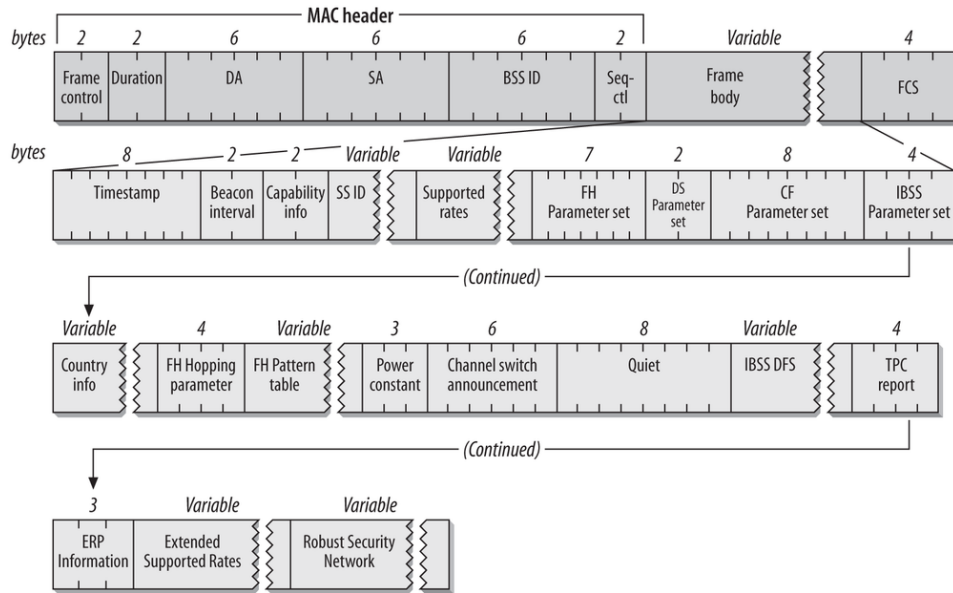 MAC header
bytes 2 2 6 6 6 2 Variable 4
Frame control Duration DA SA BSS ID Seq-ctl Frame body FCS
bytes 8 2 2 Variable Variable 7 2 8 4
Timestamp Beacon interval Capability info SS ID Supported rates FH Parameter set DS Parameter set CF Parameter set IBSS Parameter set
(Continued)
Variable 4 Variable 3 6 8 Variable 4
Country info FH Hopping parameter FH Pattern table Power constant Channel switch announcement Quiet IBSS DFS TPC report
(Continued)
3 Variable Variable
ERP Information Extended Supported Rates Robust Security Network